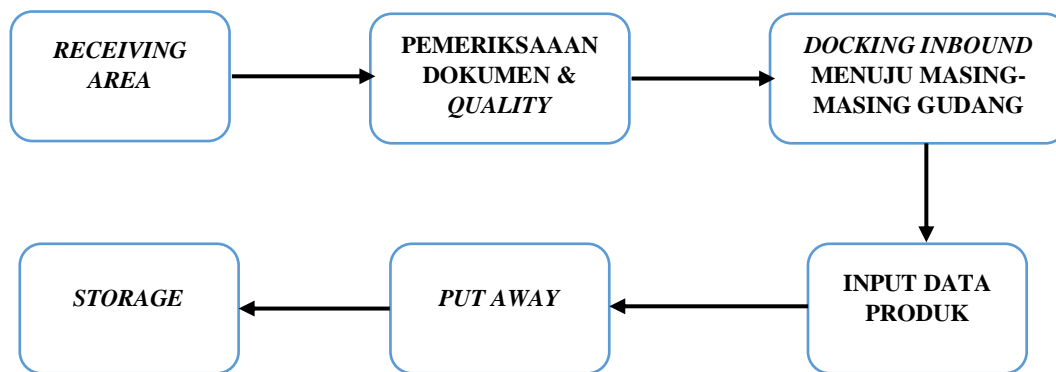 RECEIVING
AREA
PEMERIKSAAAN
DOKUMEN &
QUALITY
DOCKING INBOUND
MENUJU MASING-
MASING GUDANG
INPUT DATA
PRODUK
PUT AWAY
STORAGE